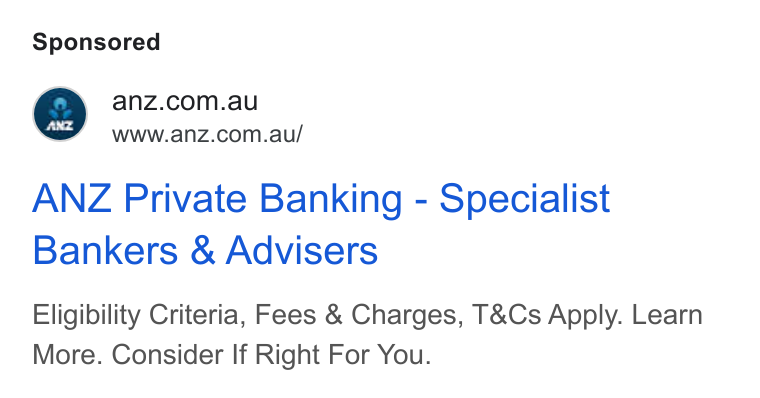 Sponsored
anz.com.au
ANZ
www.anz.com.au/
ANZ Private Banking - Specialist
Bankers & Advisers
Eligibility Criteria, Fees & Charges, T&Cs Apply. Learn
More. Consider If Right For You.